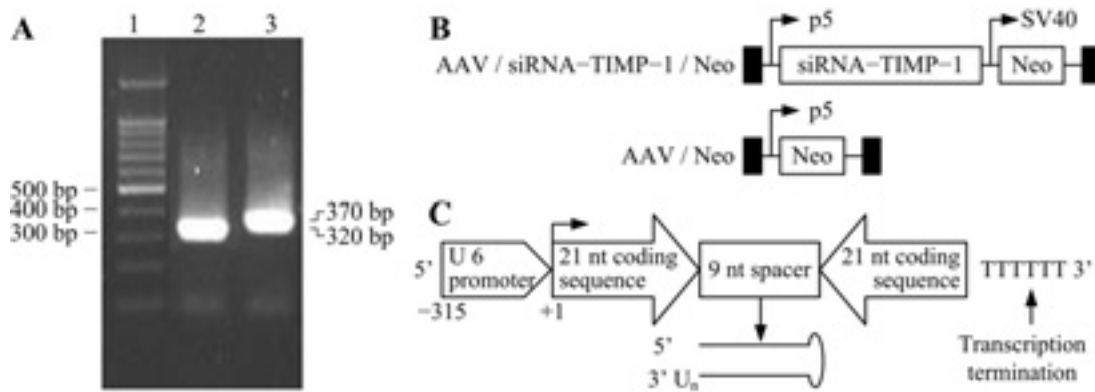 A
1 2 3
500 bp
400 bp
300 bp
370 bp
320 bp
B
p5
SV40
AAV / siRNA−TIMP−1 / Neo
siRNA−TIMP−1
Neo
p5
AAV / Neo
Neo
C
5’
U 6
promoter
21 nt coding
sequence
9 nt spacer
21 nt coding
sequence
TTTTTT
3’
−315
+1
5’
3’ Uₙ
Transcription
termination